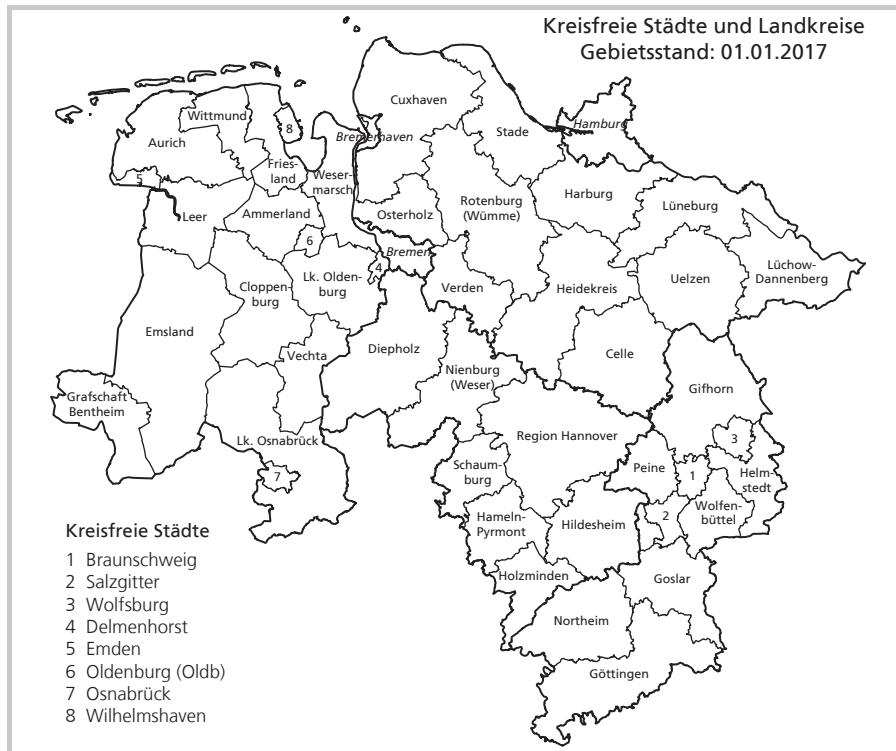 Kreisfreie Städte und Landkreise
Gebietsstand: 01.01.2017
Cuxhaven
Wittmund
8
Stade
Hamburg
Aurich
Bremerhaven
Fries-
land
Weser-
marsch
5
Harburg
Leer
Ammerland
Osterholz
Rotenburg
(Wümme)
Lüneburg
6
Bremen
4
Lüchow-
Dannenberg
Cloppen-
burg
Lk. Olden-
burg
Verden
Heidekreis
Uelzen
Emsland
Vechta
Diepholz
Celle
Nienburg
(Weser)
Gifhorn
Grafschaft
Bentheim
Lk. Osnabrück
Region Hannover
3
7
Schaum-
burg
Peine
1
Helm-
stedt
Wolfen-
büttel
2
Hameln-
Pyrmont
Hildesheim
Holzminden
Goslar
Northeim
Göttingen
Kreisfreie Städte
1 Braunschweig
2 Salzgitter
3 Wolfsburg
4 Delmenhorst
5 Emden
6 Oldenburg (Oldb)
7 Osnabrück
8 Wilhelmshaven